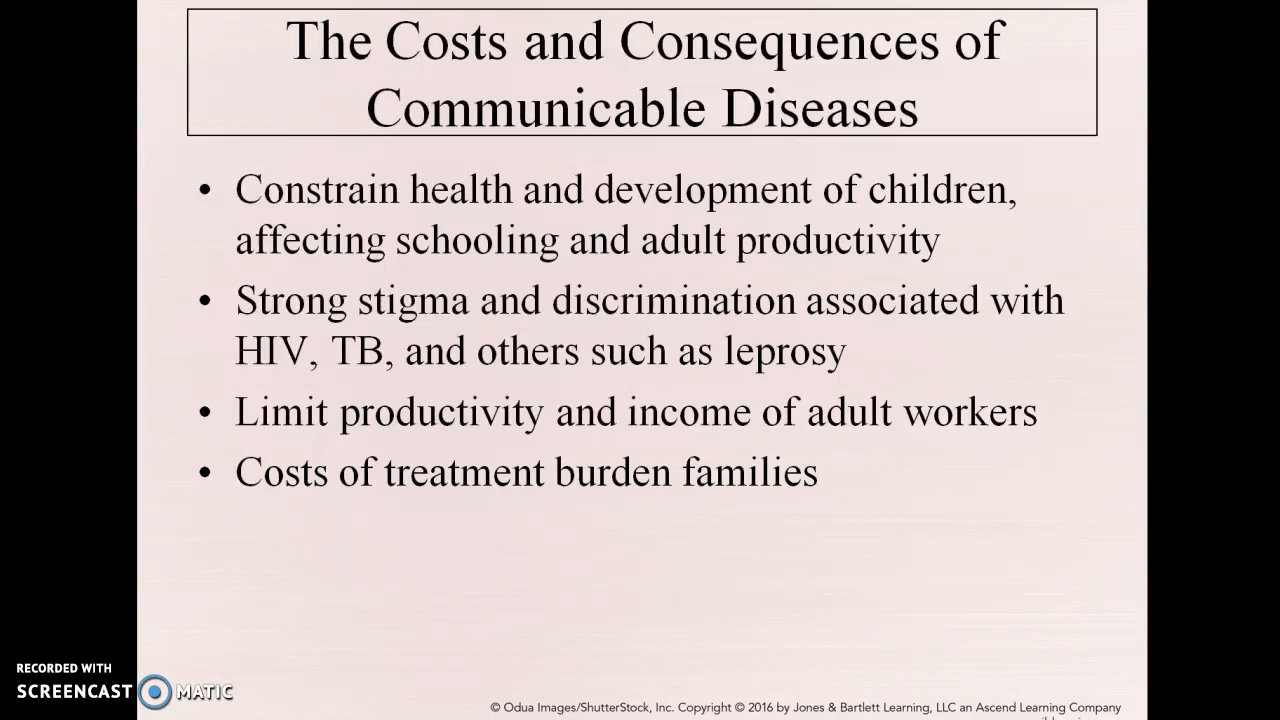 The Costs and Consequences of
Communicable Diseases
• Constrain health and development of children,
affecting schooling and adult productivity
• Strong stigma and discrimination associated with
HIV, TB, and others such as leprosy
• Limit productivity and income of adult workers
• Costs of treatment burden families
RECORDED WITH
SCREENCAST MATIC
© Odua Images/ShutterStock, Inc. Copyright © 2016 by Jones & Bartlett Learning, LLC an Ascend Learning Company